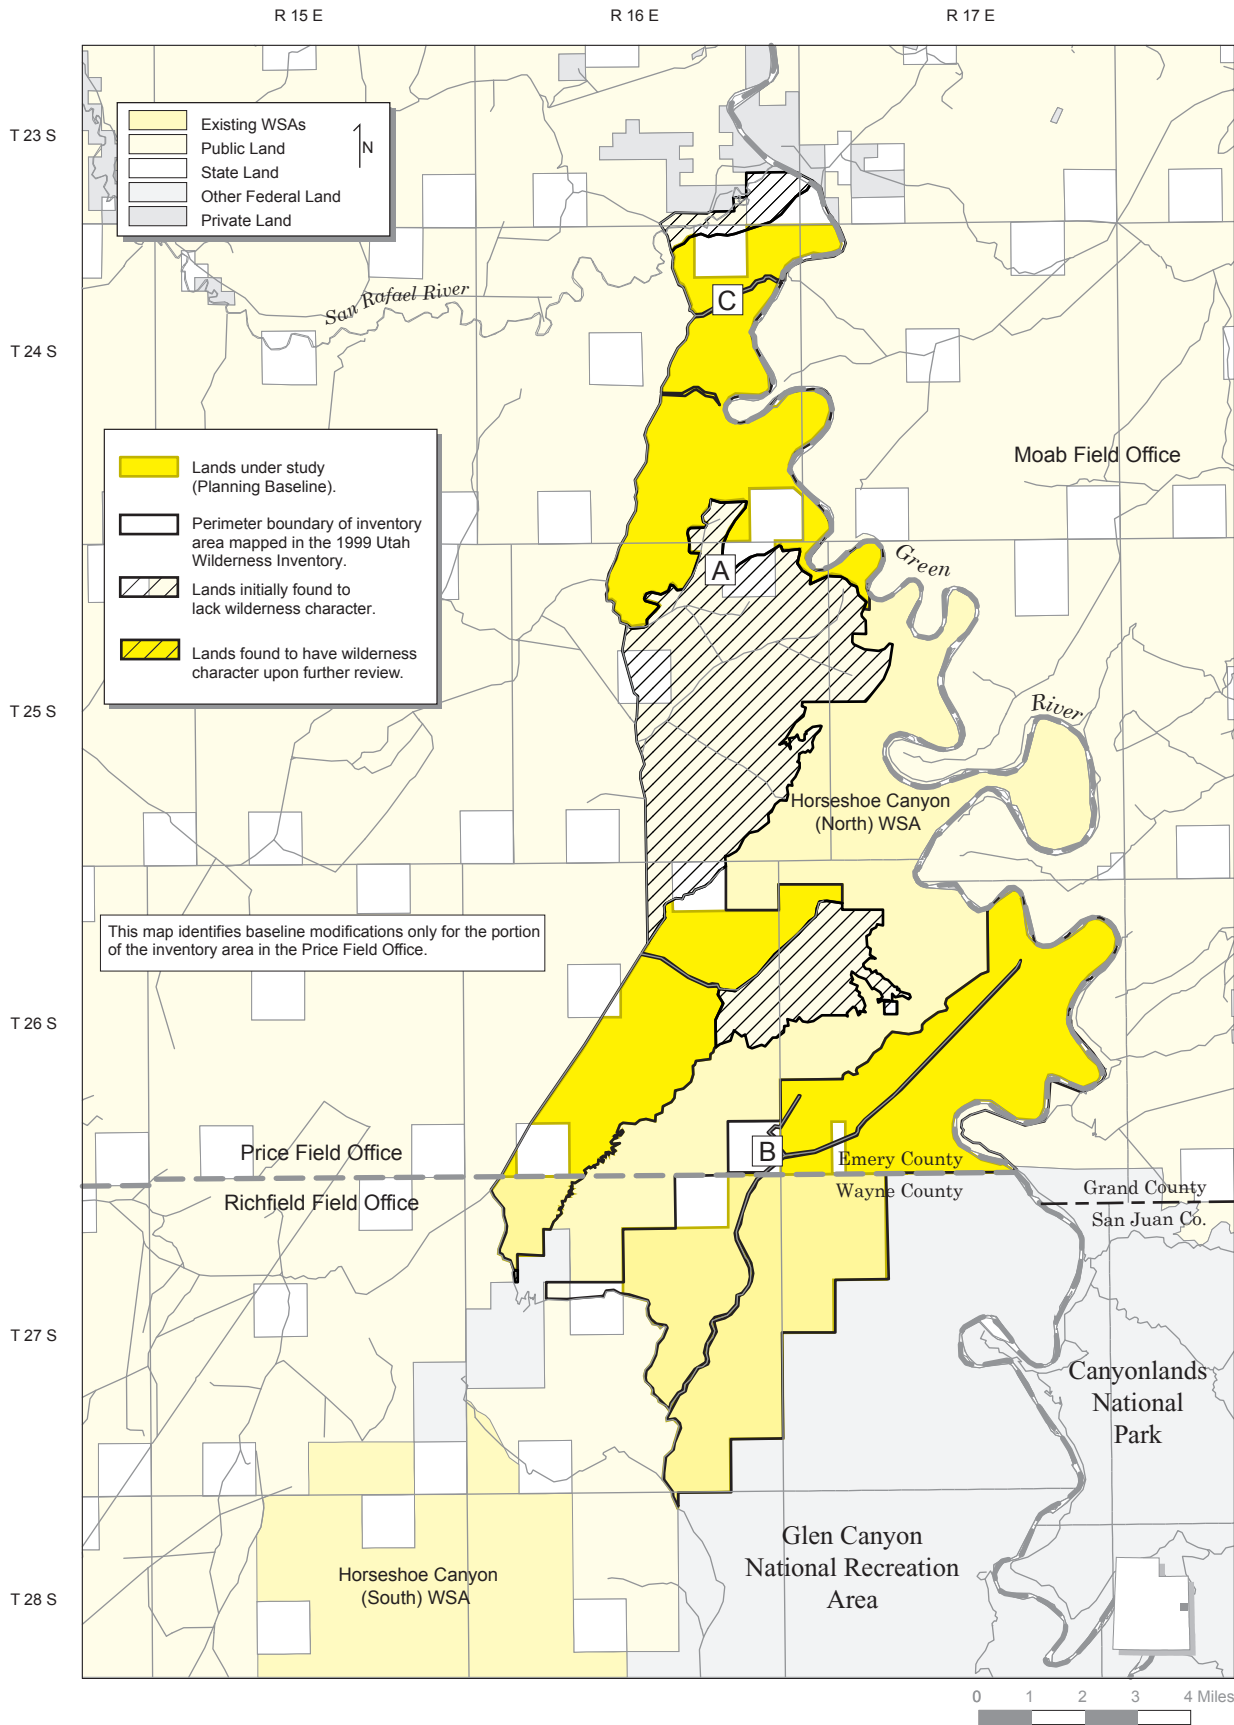 R 15 E
R 16 E
R 17 E
T 23 S
T 24 S
T 25 S
T 26 S
T 27 S
T 28 S
Existing WSAs
Public Land
State Land
Other Federal Land
Private Land
N
San Rafael River
C
Lands under study
(Planning Baseline).
Perimeter boundary of inventory
area mapped in the 1999 Utah
Wilderness Inventory.
Lands initially found to
lack wilderness character.
Lands found to have wilderness
character upon further review.
Moab Field Office
A
Green
River
Horseshoe Canyon
(North) WSA
This map identifies baseline modifications only for the portion
of the inventory area in the Price Field Office.
B
Price Field Office
Richfield Field Office
Emery County
Wayne County
Grand County
San Juan Co.
Canyonlands
National
Park
Glen Canyon
National Recreation
Area
Horseshoe Canyon
(South) WSA
0 1 2 3 4 Miles